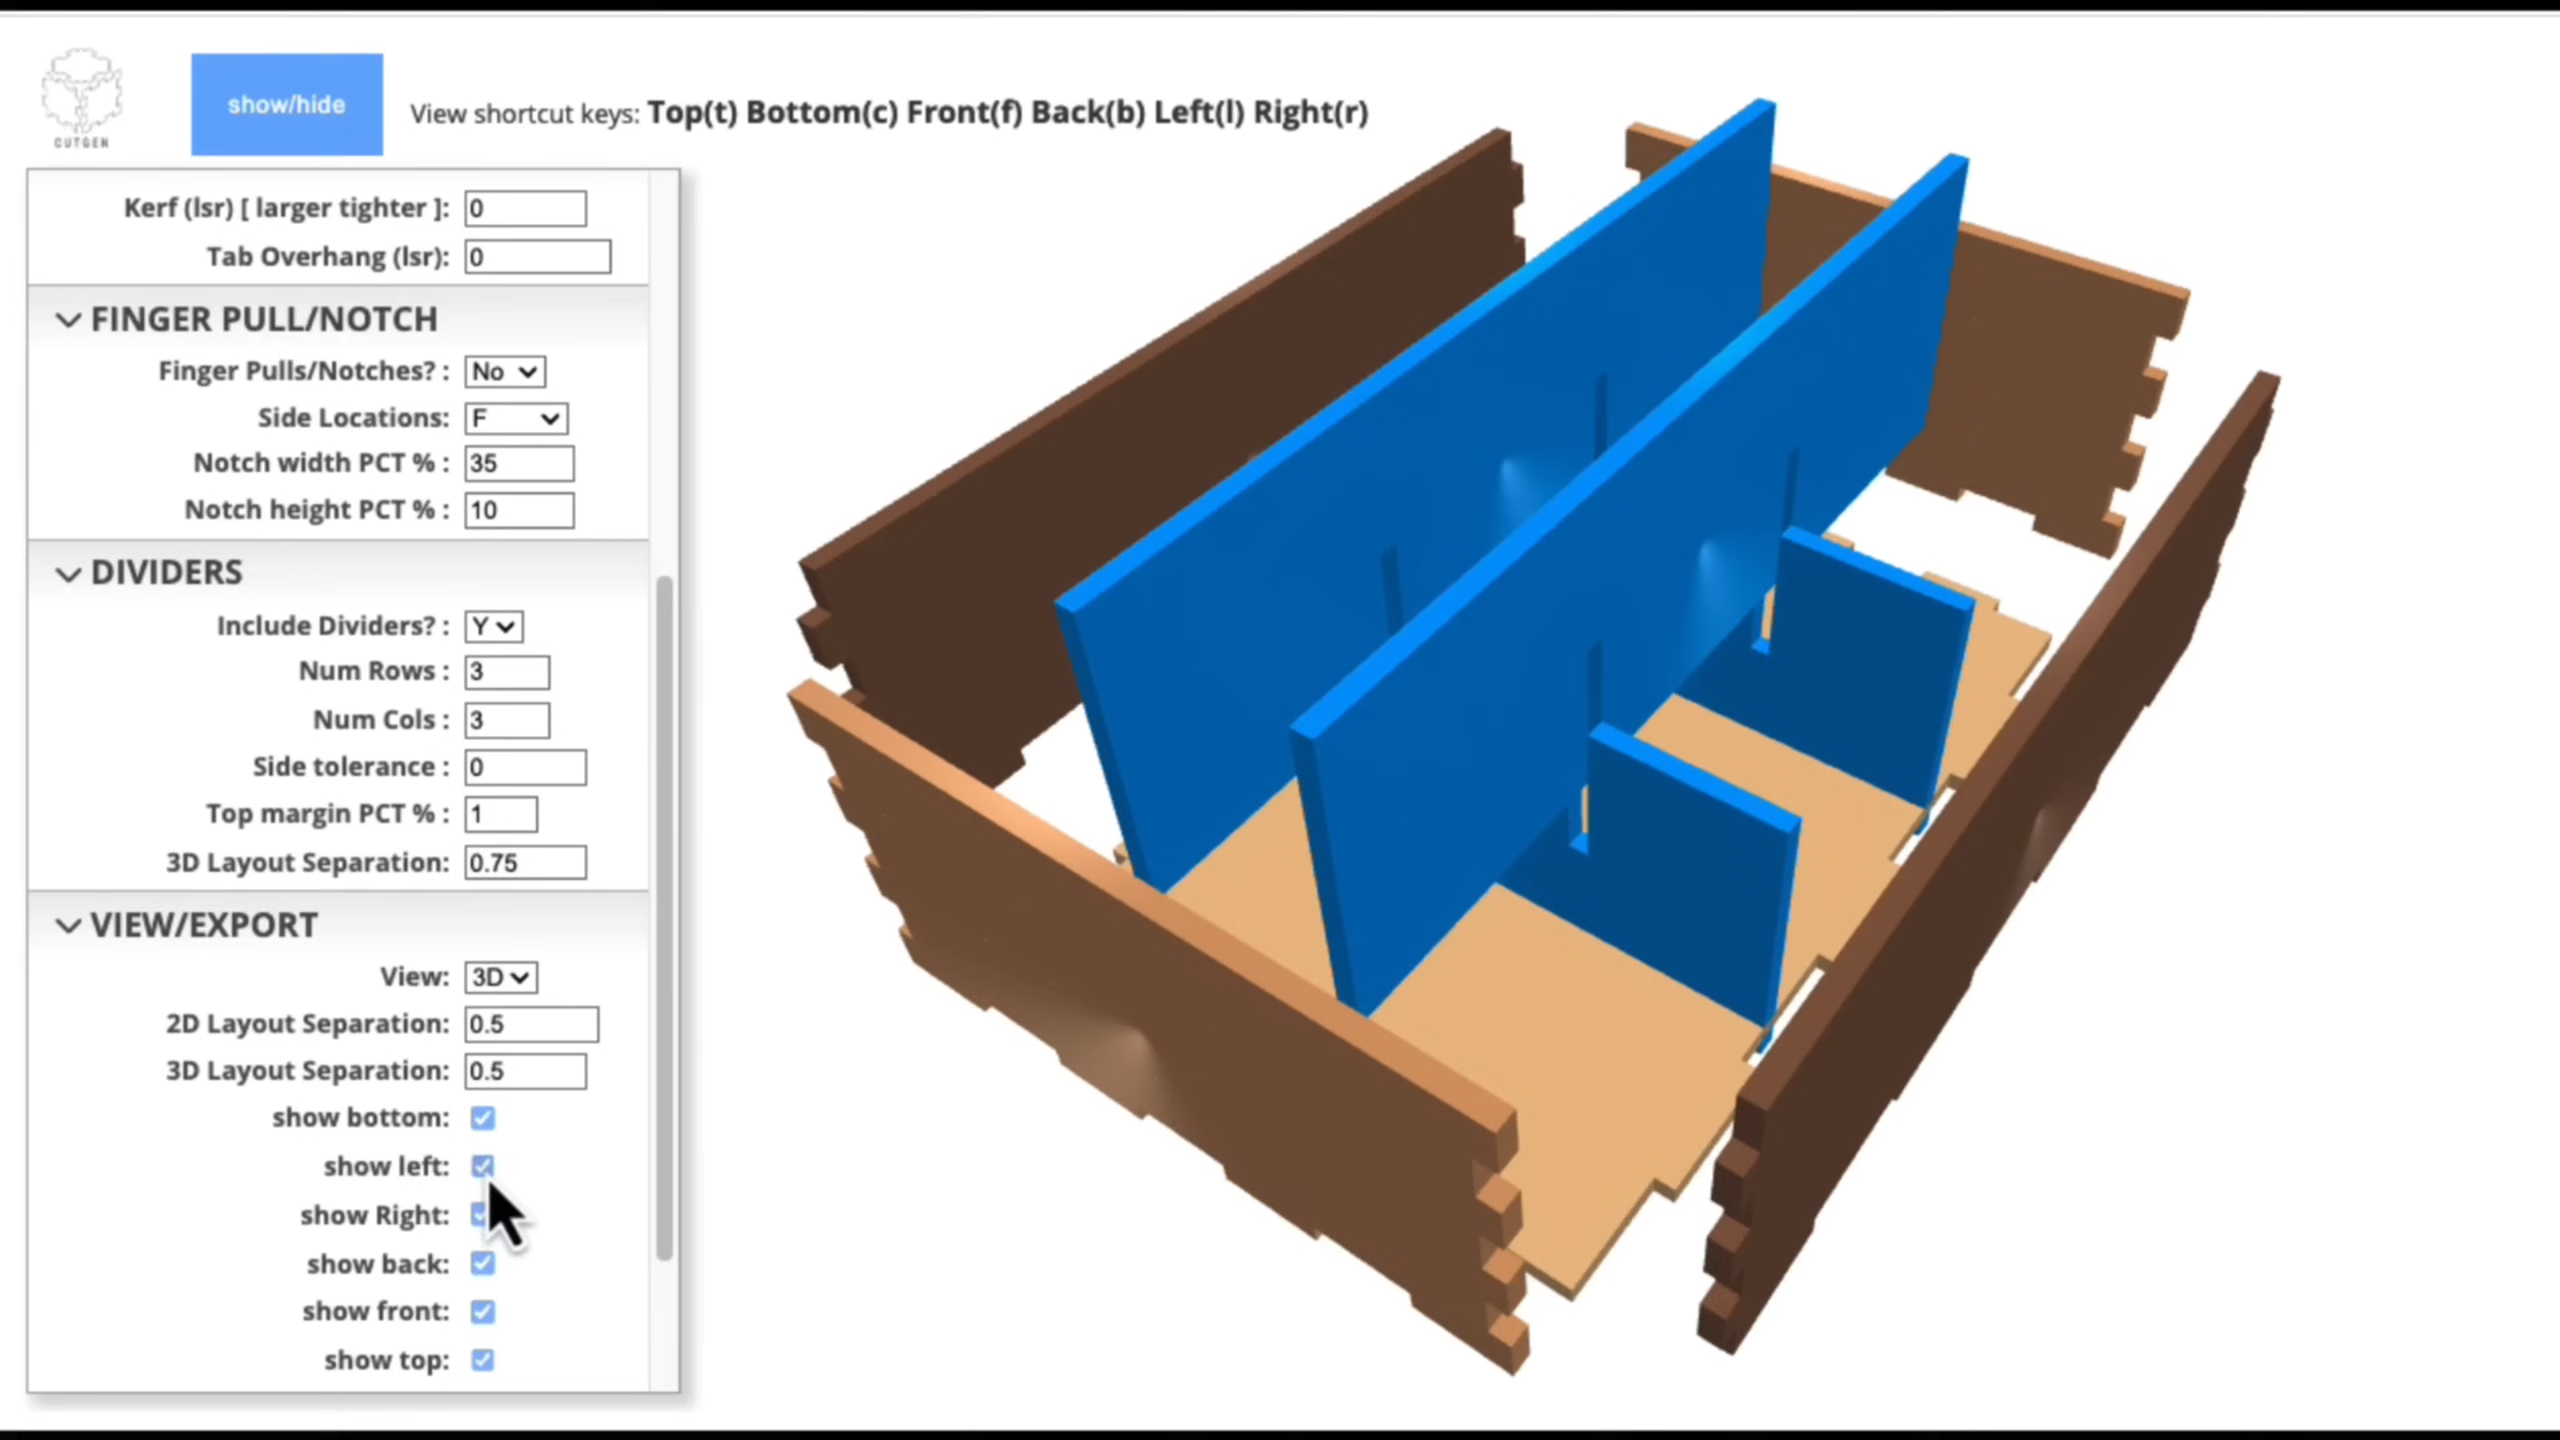 CUTGEN
show/hide
View shortcut keys: Top(t) Bottom(c) Front(f) Back(b) Left(l) Right(r)
Kerf (lsr) [ larger tighter ]: 0
Tab Overhang (lsr): 0
FINGER PULL/NOTCH
Finger Pulls/Notches? : No
Side Locations: F
Notch width PCT % : 35
Notch height PCT % : 10
DIVIDERS
Include Dividers? : Y
Num Rows : 3
Num Cols : 3
Side tolerance : 0
Top margin PCT % : 1
3D Layout Separation: 0.75
VIEW/EXPORT
View: 3D
2D Layout Separation: 0.5
3D Layout Separation: 0.5
show bottom:
show left:
show Right:
show back:
show front:
show top: